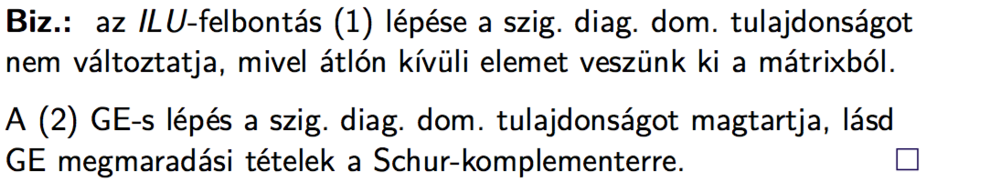 Biz.: az ILU-felbontás (1) lépése a szig. diag. dom. tulajdonságot
nem változtatja, mivel átlón kívüli elemet veszünk ki a mátrixból.
A (2) GE-s lépés a szig. diag. dom. tulajdonságot magtartja, lásd
GE megmaradási tételek a Schur-komplementerre. □